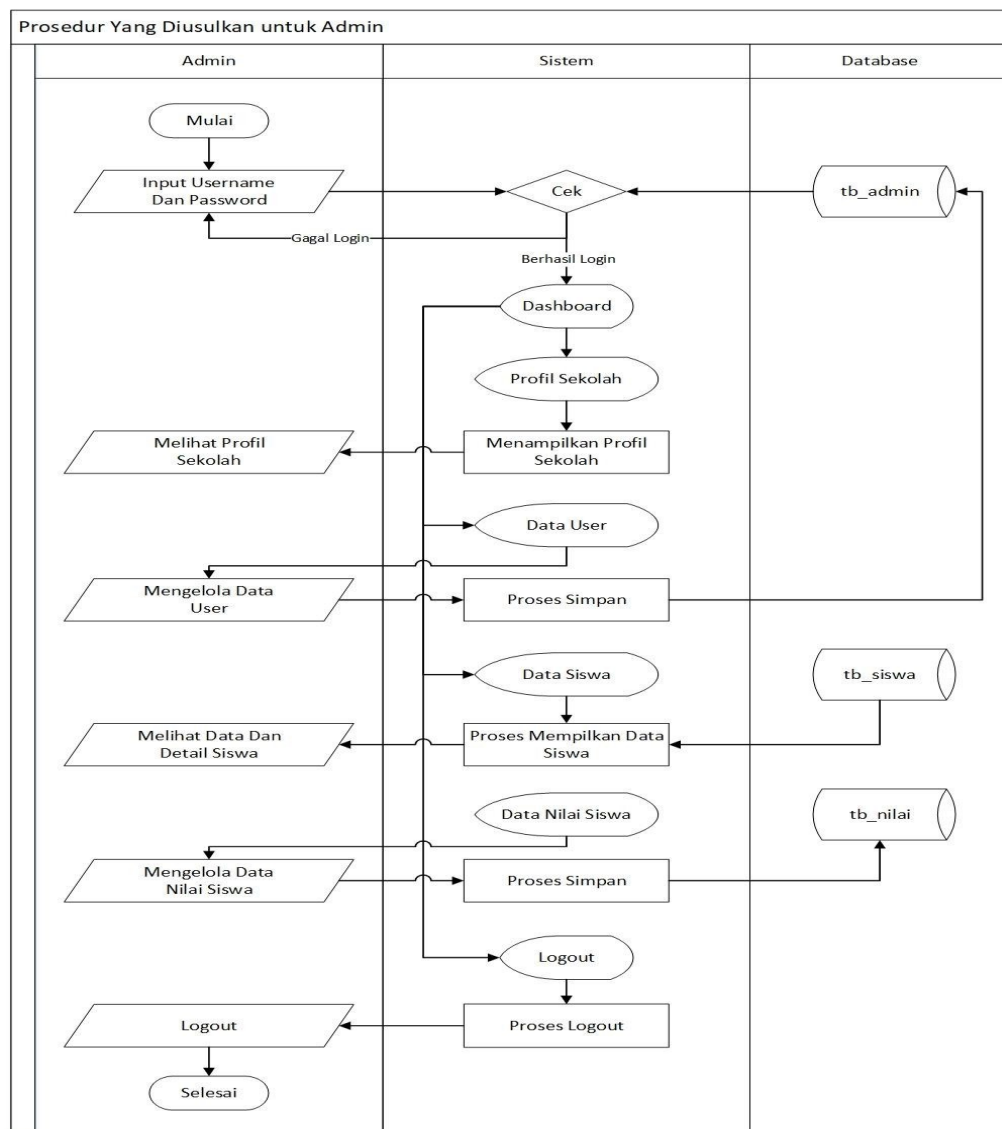 Prosedur Yang Diusulkan untuk Admin
Admin
Sistem
Database
Mulai
Input Username
Dan Password
Cek
tb_admin
Gagal Login
Berhasil Login
Dashboard
Profil Sekolah
Melihat Profil
Sekolah
Menampilkan Profil
Sekolah
Data User
Mengelola Data
User
Proses Simpan
Data Siswa
tb_siswa
Melihat Data Dan
Detail Siswa
Proses Mempilkan Data
Siswa
Data Nilai Siswa
tb_nilai
Mengelola Data
Nilai Siswa
Proses Simpan
Logout
Logout
Proses Logout
Selesai